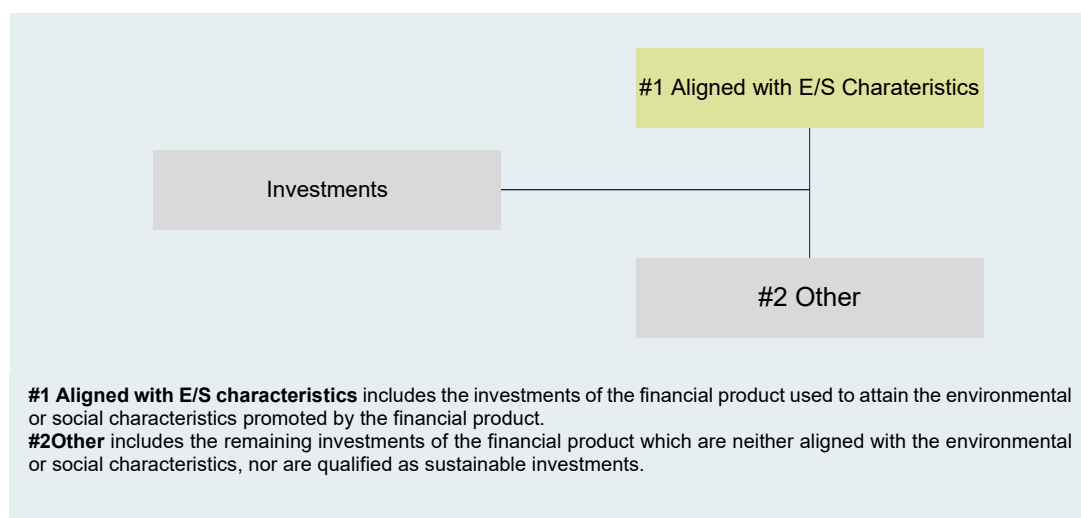 #1 Aligned with E/S Charateristics
Investments
#2 Other
#1 Aligned with E/S characteristics includes the investments of the financial product used to attain the environmental
or social characteristics promoted by the financial product.
#2Other includes the remaining investments of the financial product which are neither aligned with the environmental
or social characteristics, nor are qualified as sustainable investments.